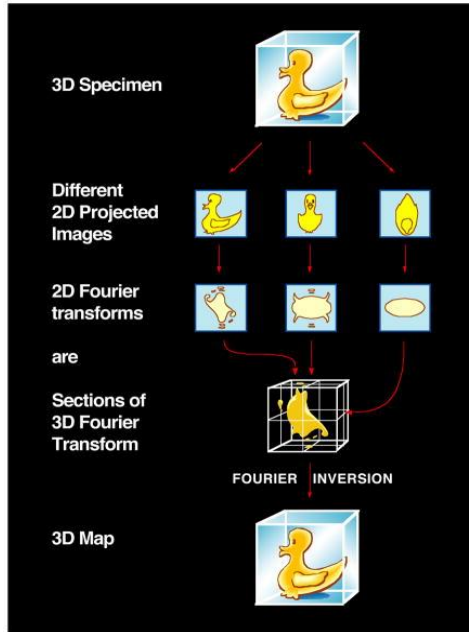 3D Specimen
Different
2D Projected
Images
2D Fourier
transforms
are
Sections of
3D Fourier
Transform
FOURIER INVERSION
3D Map